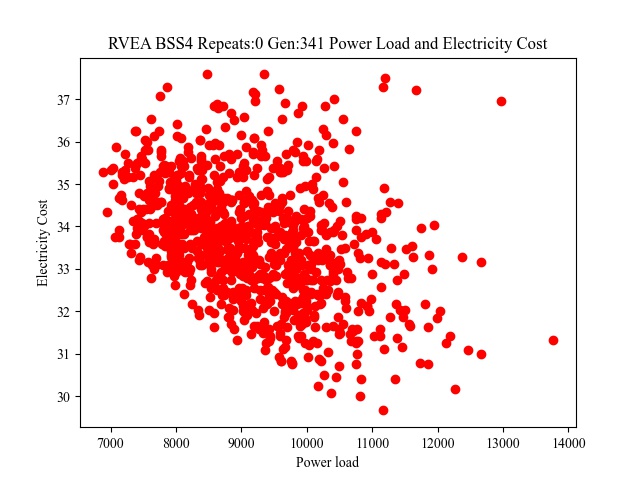 RVEA BSS4 Repeats:0 Gen:341 Power Load and Electricity Cost
37
36
35
34
33
32
31
30
Electricity Cost
7000 8000 9000 10000 11000 12000 13000 14000
Power load